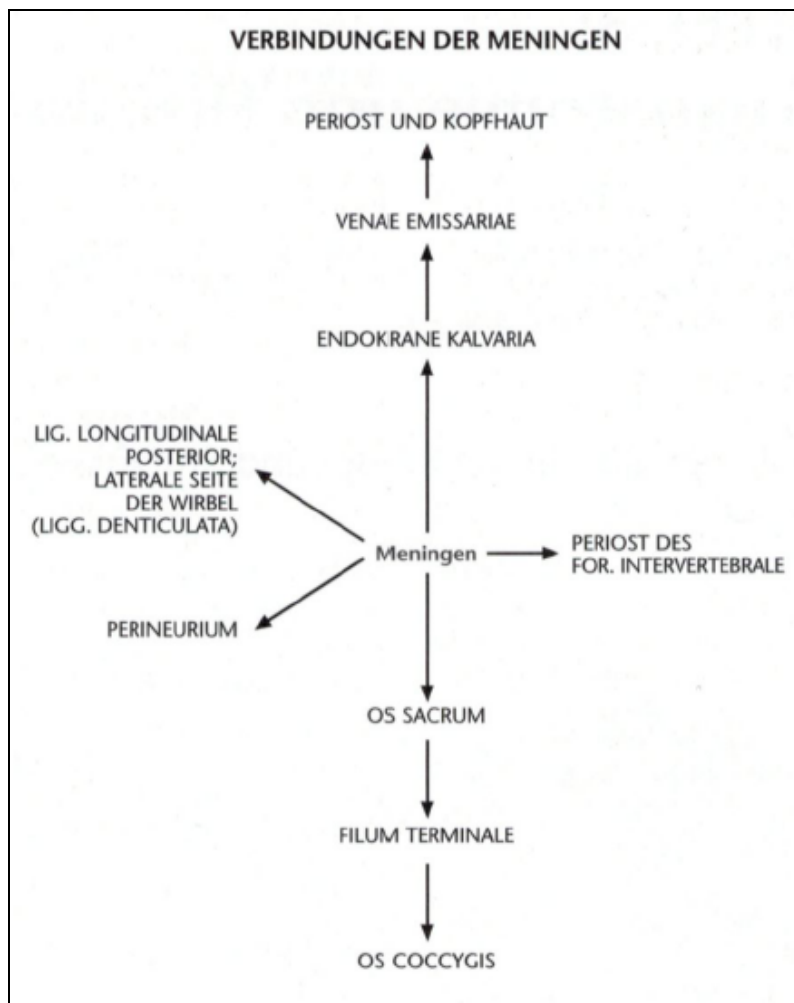 VERBINDUNGEN DER MENINGEN
PERIOST UND KOPFHAUT
VENAE EMISSARIAE
ENDOKRANE KALVARIA
LIG. LONGITUDINALE
POSTERIOR;
LATERALE SEITE
DER WIRBEL
(LIGG. DENTICULATA)
Meningen
PERIOST DES
FOR. INTERVERTEBRALE
PERINEURIUM
OS SACRUM
FILUM TERMINALE
OS COCCYGIS